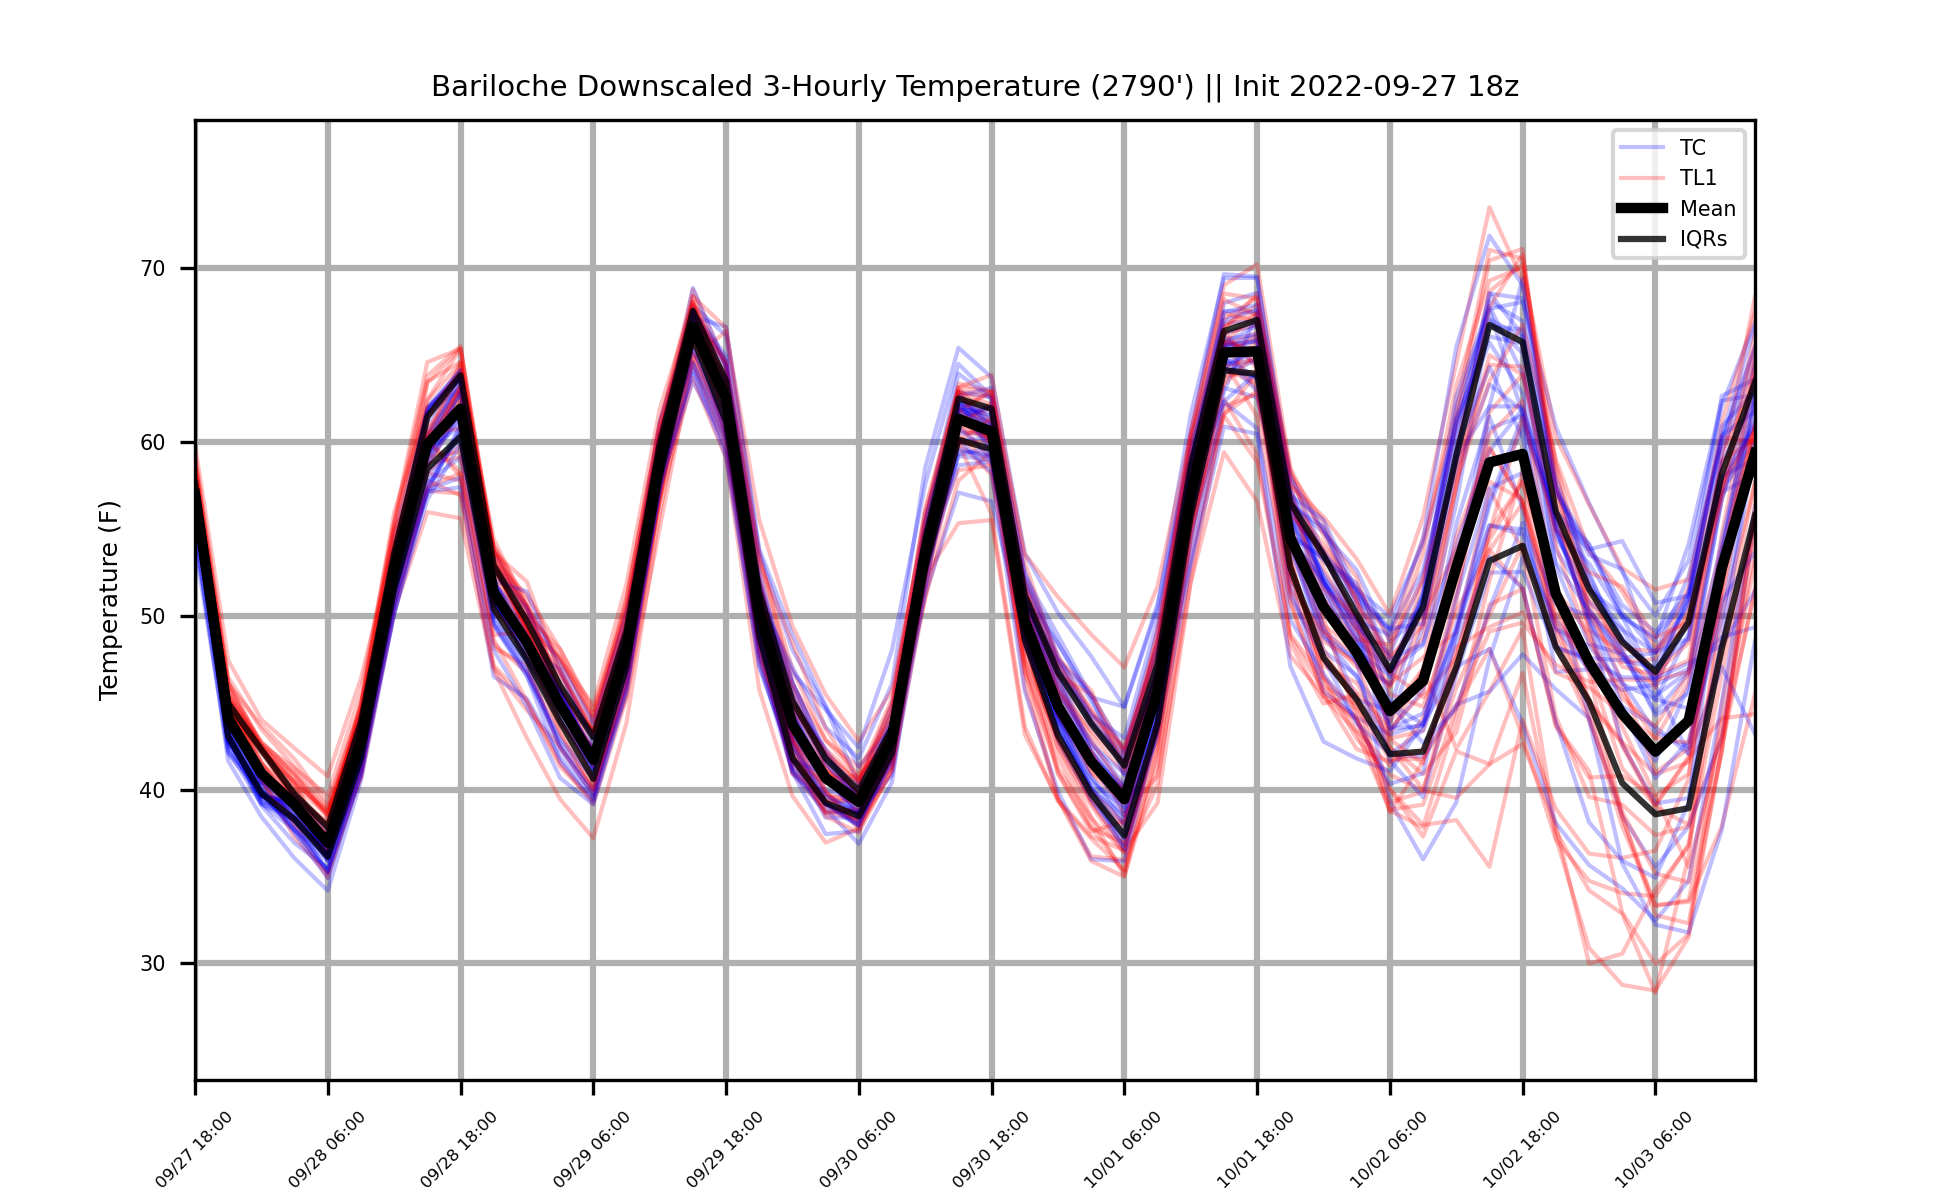 Bariloche Downscaled 3-Hourly Temperature (2790') || Init 2022-09-27 18z
TC
TL1
Mean
IQRs
Temperature (F)
70
60
50
40
30
09/27 18:00
09/28 06:00
09/28 18:00
09/29 06:00
09/29 18:00
09/30 06:00
09/30 18:00
10/01 06:00
10/01 18:00
10/02 06:00
10/02 18:00
10/03 06:00